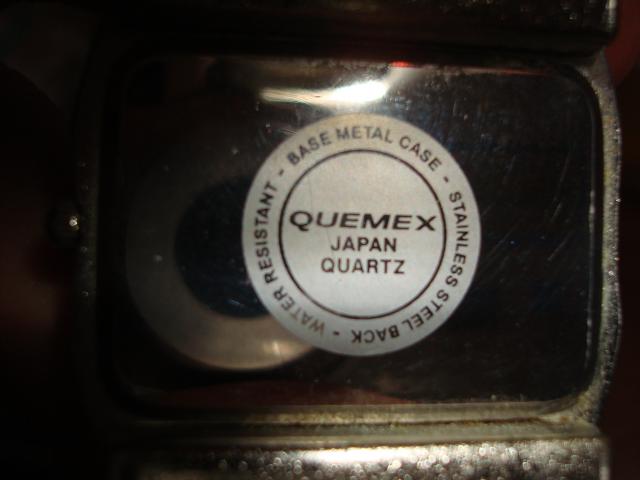 QUEMEX
JAPAN
QUARTZ
WATER RESISTANT - BASE METAL CASE - STAINLESS STEEL BACK -